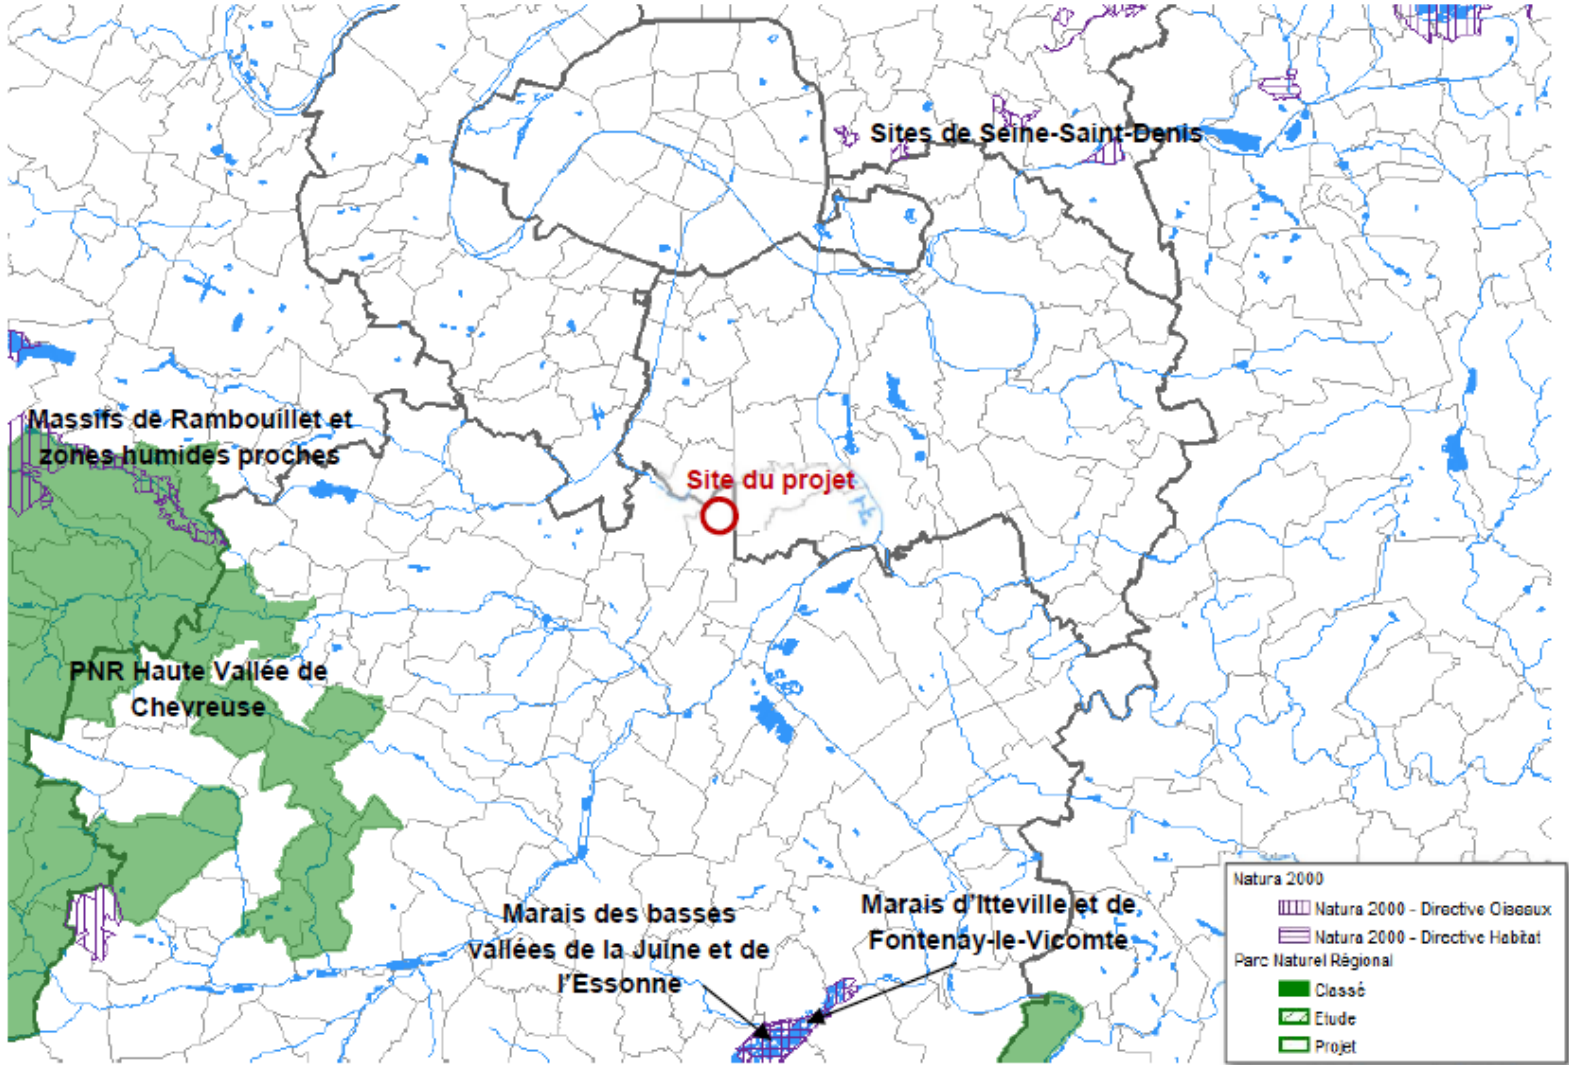 Sites de Seine-Saint-Denis
Massifs de Rambouillet et
zones humides proches
Site du projet
PNR Haute Vallée de
Chevreuse
Marais des basses
vallées de la Juine et de
l'Essonne
Marais d'Itteville et de
Fontenay-le-Vicomte
Natura 2000
Natura 2000 - Directive Oiseaux
Natura 2000 - Directive Habitat
Parc Naturel Régional
Classé
Etude
Projet